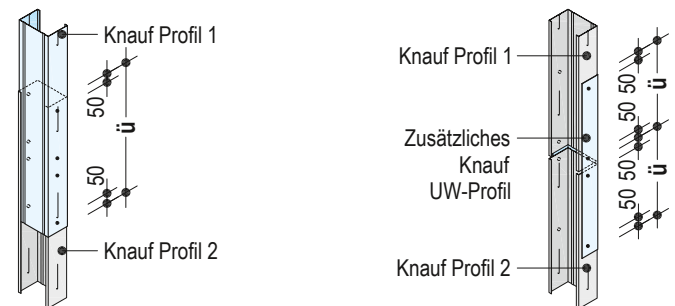 Knauf Profil 1
50
ü
50
Knauf Profil 2
Knauf Profil 1
50
ü
50
Zusätzliches
Knauf
UW-Profil
50
ü
50
Knauf Profil 2